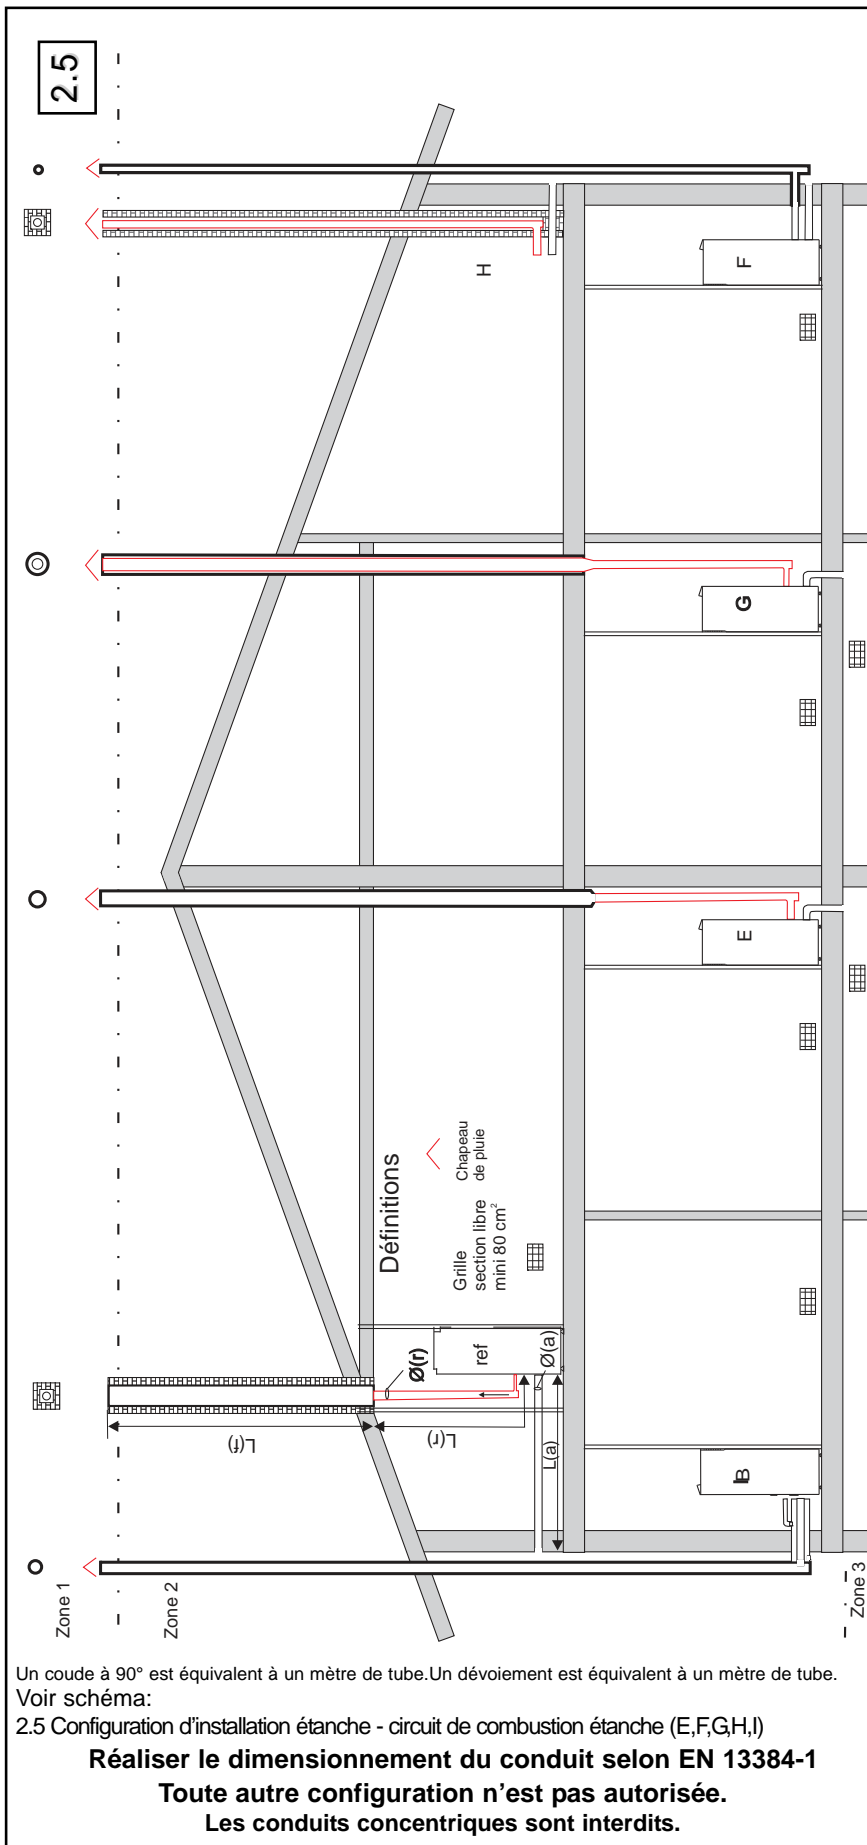 2.5
H
F
G
E
Définitions
Chapeau
de pluie
Grille
section libre
mini 80 cm²
ref
Ø(r)
Ø(a)
L(f)
L(r)
L(a)
Zone 1
Zone 2
Zone 3
Un coude à 90° est équivalent à un mètre de tube.Un dévoiement est équivalent à un mètre de tube.
Voir schéma:
2.5 Configuration d’installation étanche - circuit de combustion étanche (E,F,G,H,I)
Réaliser le dimensionnement du conduit selon EN 13384-1
Toute autre configuration n’est pas autorisée.
Les conduits concentriques sont interdits.